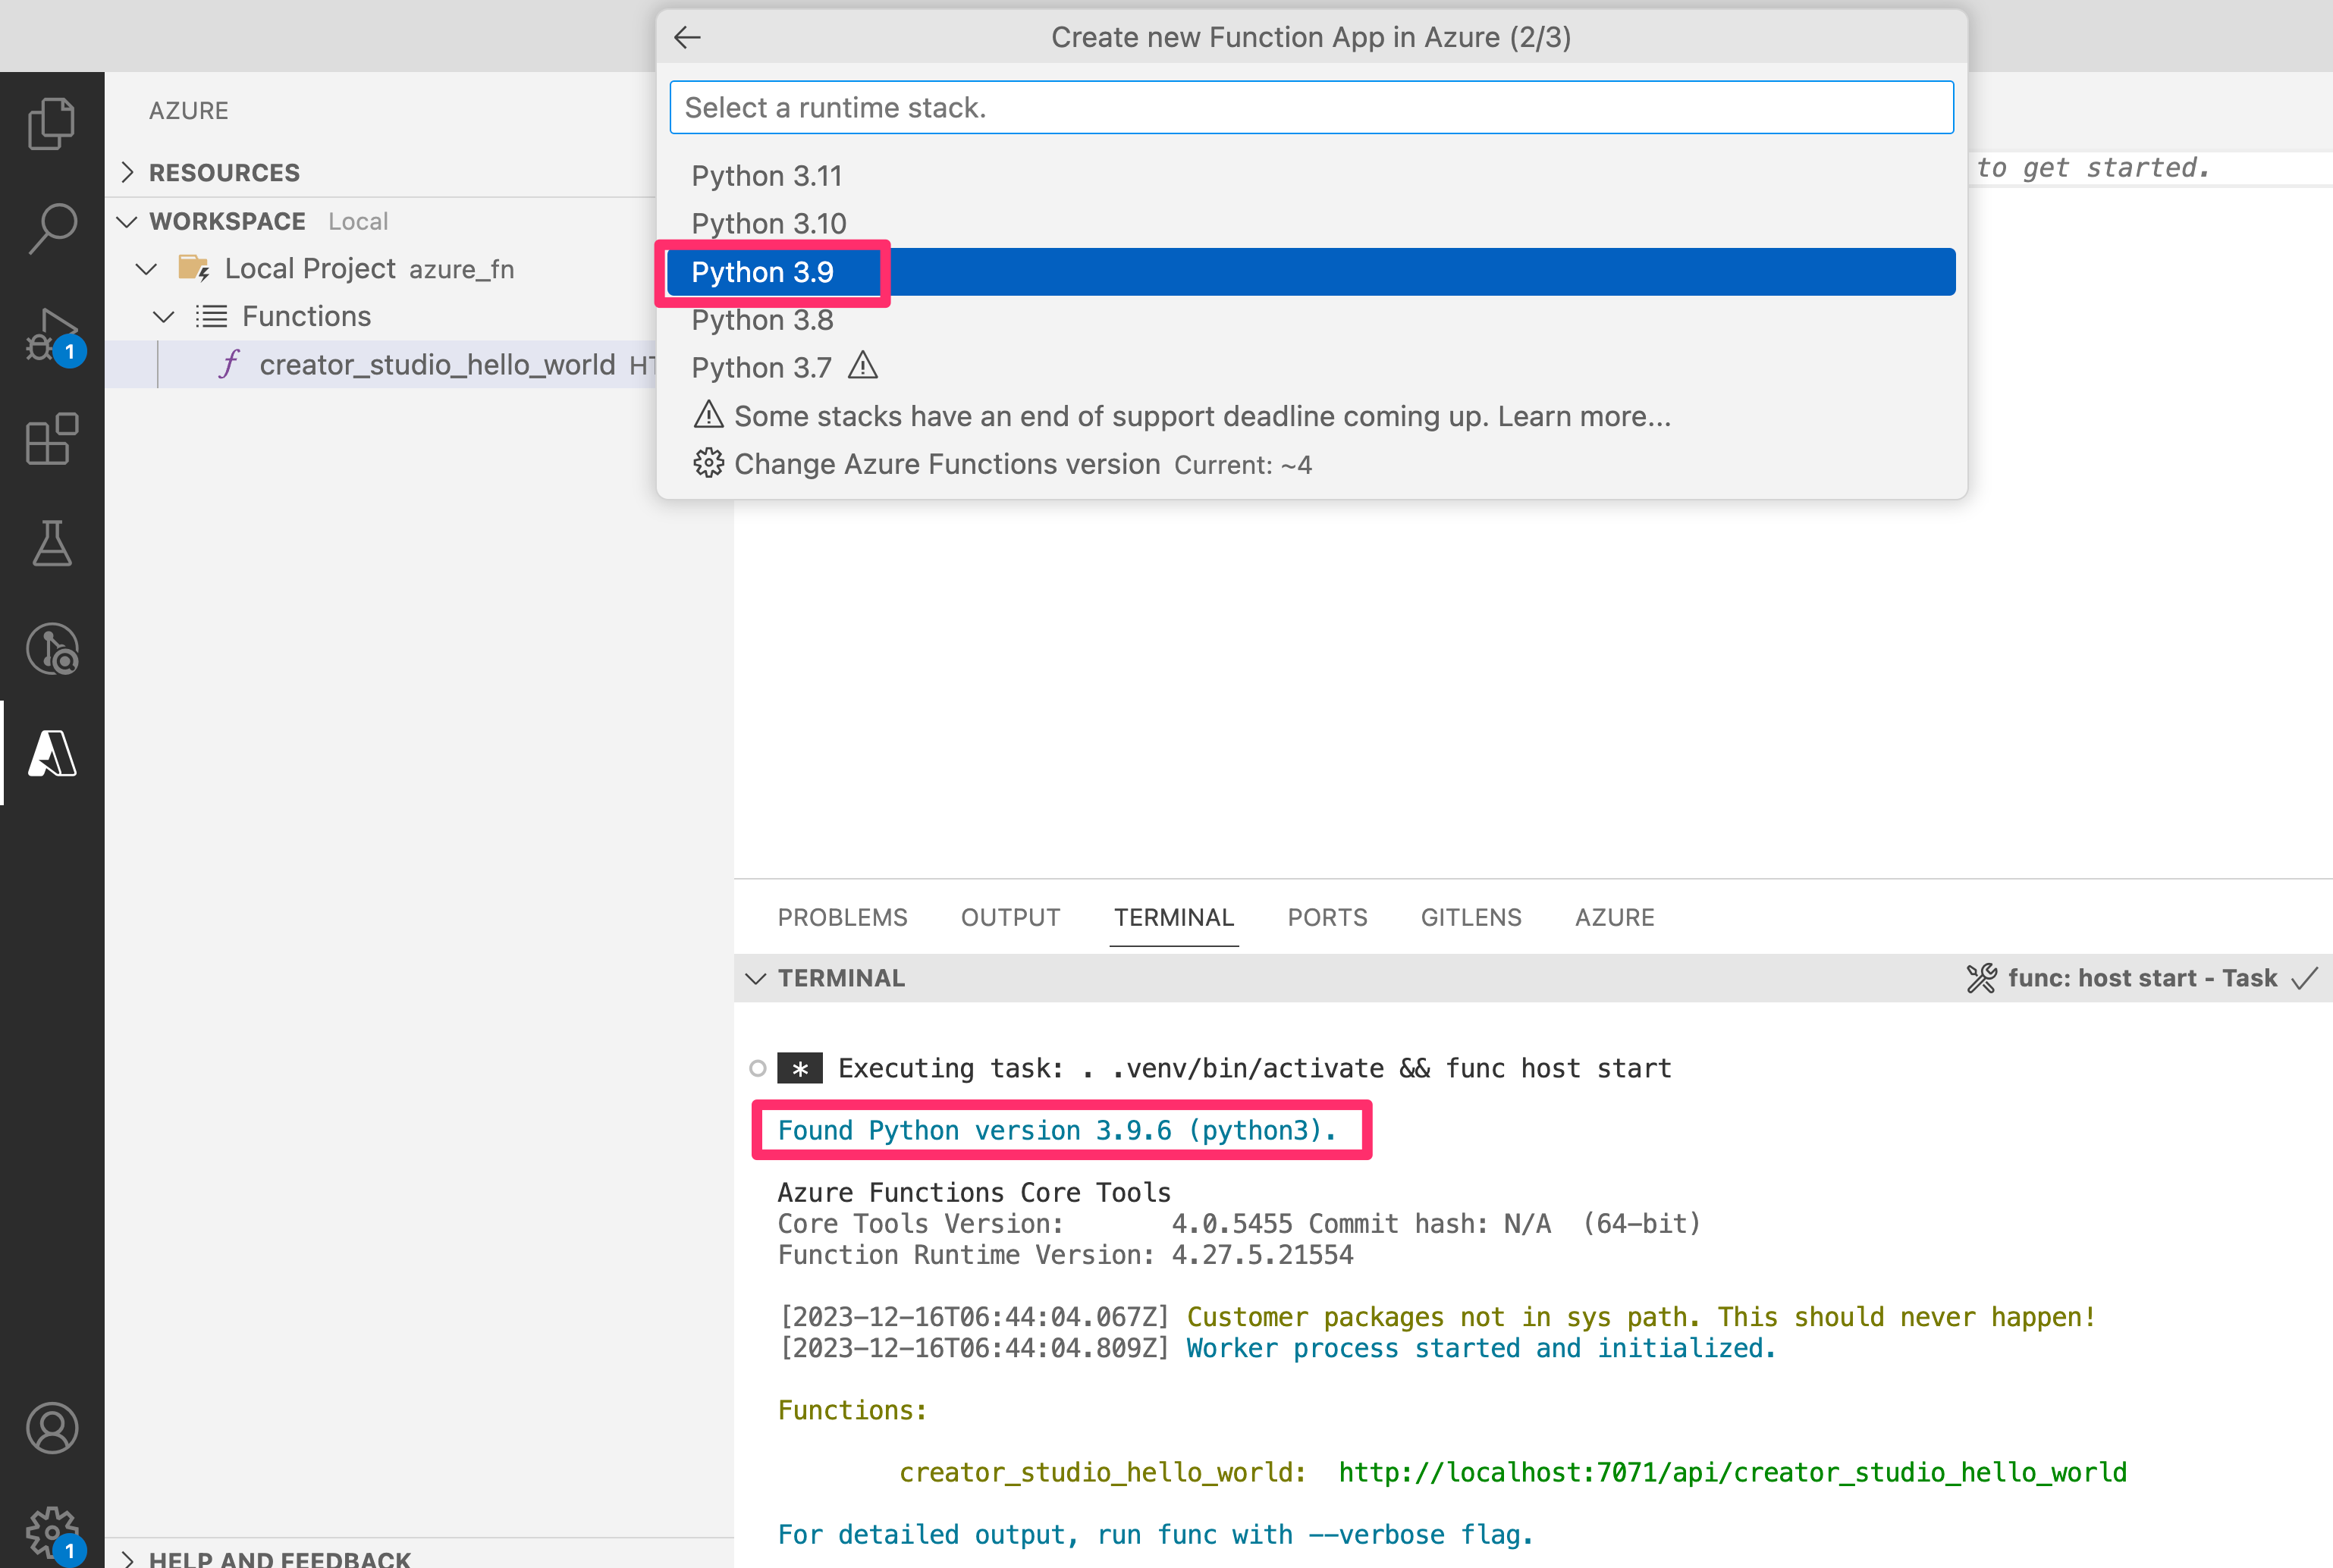 Create new Function App in Azure (2/3)
Select a runtime stack.
Python 3.11
Python 3.10
Python 3.9
Python 3.8
Python 3.7
Some stacks have an end of support deadline coming up. Learn more...
Change Azure Functions version Current: ~4
to get started.
AZURE
RESOURCES
WORKSPACE Local
Local Project azure_fn
Functions
creator_studio_hello_world HT
1
1
HELP AND FEEDBACK
PROBLEMS OUTPUT TERMINAL PORTS GITLENS AZURE
TERMINAL
func: host start - Task
* Executing task: . .venv/bin/activate && func host start
Found Python version 3.9.6 (python3).
Azure Functions Core Tools
Core Tools Version: 4.0.5455 Commit hash: N/A (64-bit)
Function Runtime Version: 4.27.5.21554
[2023-12-16T06:44:04.067Z] Customer packages not in sys path. This should never happen!
[2023-12-16T06:44:04.809Z] Worker process started and initialized.
Functions:
creator_studio_hello_world: http://localhost:7071/api/creator_studio_hello_world
For detailed output, run func with --verbose flag.